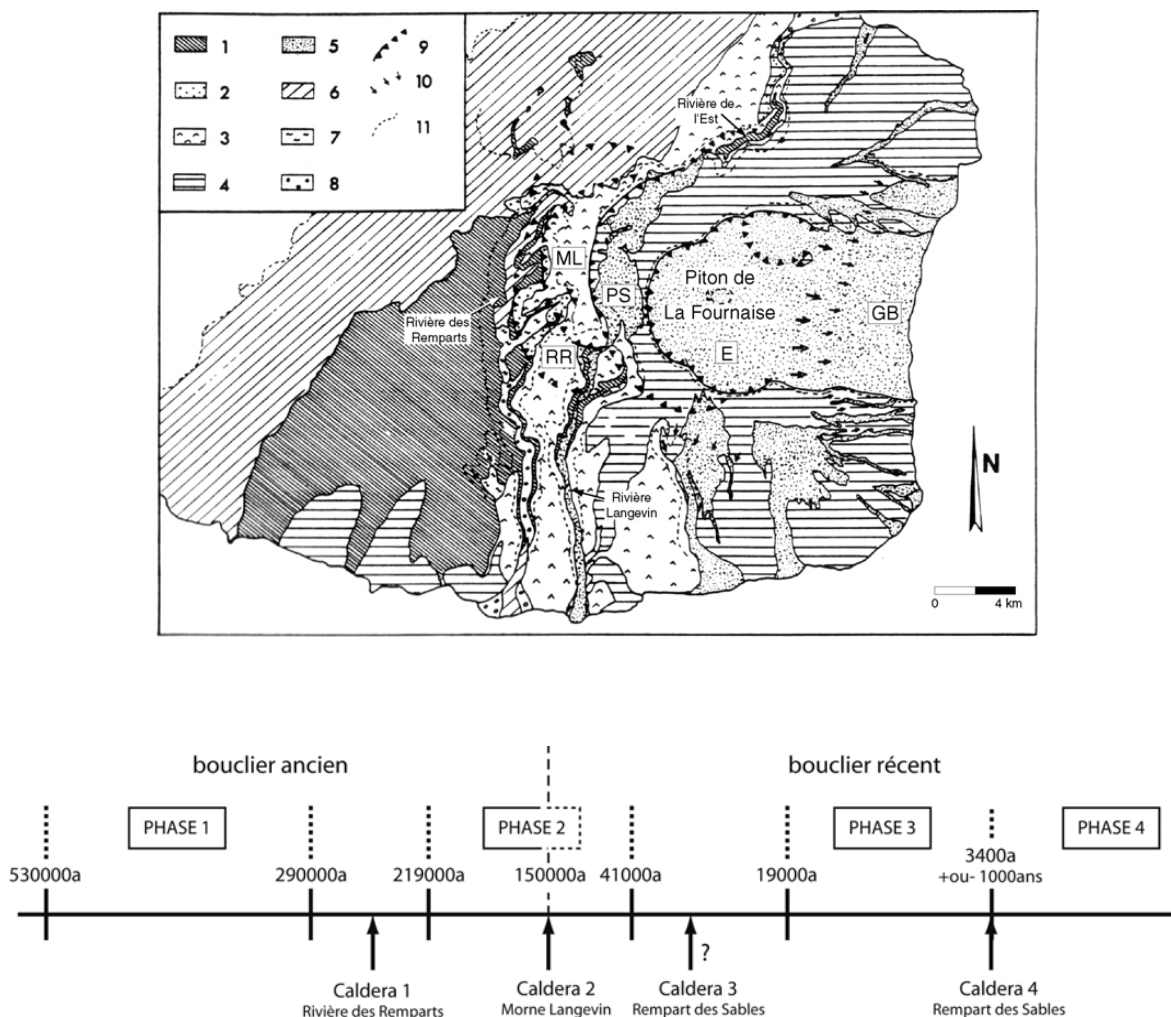 1
2
3
4
5
6
7
8
9
10
11
Rivière de
l'Est
ML
PS
Piton de
La Fournaise
GB
E
Rivière des
Remparts
RR
Rivière
Langevin
N
0
4 km
bouclier ancien
bouclier récent
PHASE 1
PHASE 2
PHASE 3
PHASE 4
530000a
290000a
219000a
150000a
41000a
19000a
3400a
+ou- 1000ans
?
Caldera 1
Rivière des Remparts
Caldera 2
Morne Langevin
Caldera 3
Rempart des Sables
Caldera 4
Rempart des Sables